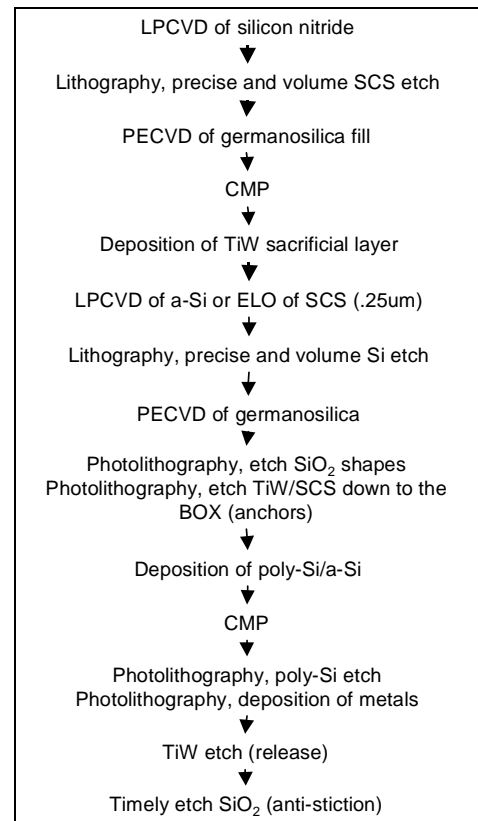 LPCVD of silicon nitride
Lithography, precise and volume SCS etch
PECVD of germanosilica fill
CMP
Deposition of TiW sacrificial layer
LPCVD of a-Si or ELO of SCS (.25um)
Lithography, precise and volume Si etch
PECVD of germanosilica
Photolithography, etch SiO₂ shapes
Photolithography, etch TiW/SCS down to the
BOX (anchors)
Deposition of poly-Si/a-Si
CMP
Photolithography, poly-Si etch
Photolithography, deposition of metals
TiW etch (release)
Timely etch SiO₂ (anti-stiction)